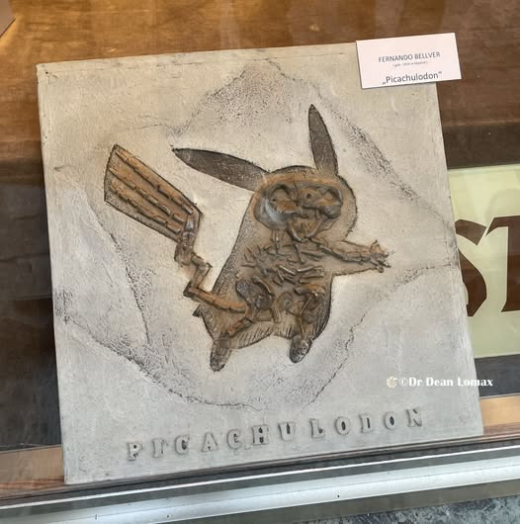 FERNANDO BELLVER
„Picachulodon“
©Dr Dean Lomax
PICACHULODON